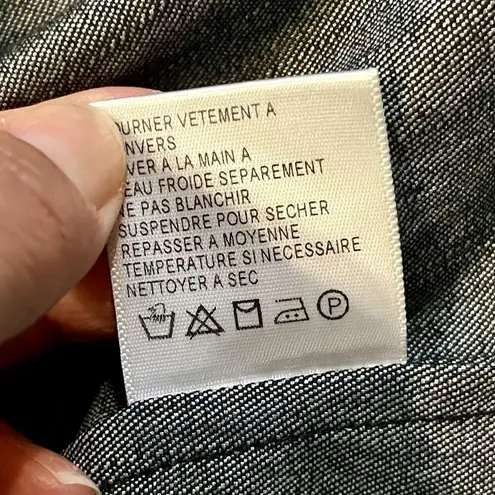 OURNER VETEMENT A
NVERS
VER A LA MAIN A
EAU FROIDE SEPAREMENT
NE PAS BLANCHIR
SUSPENDRE POUR SECHER
REPASSER A MOYENNE
TEMPERATURE SI NECESSAIRE
NETTOYER A SEC
P